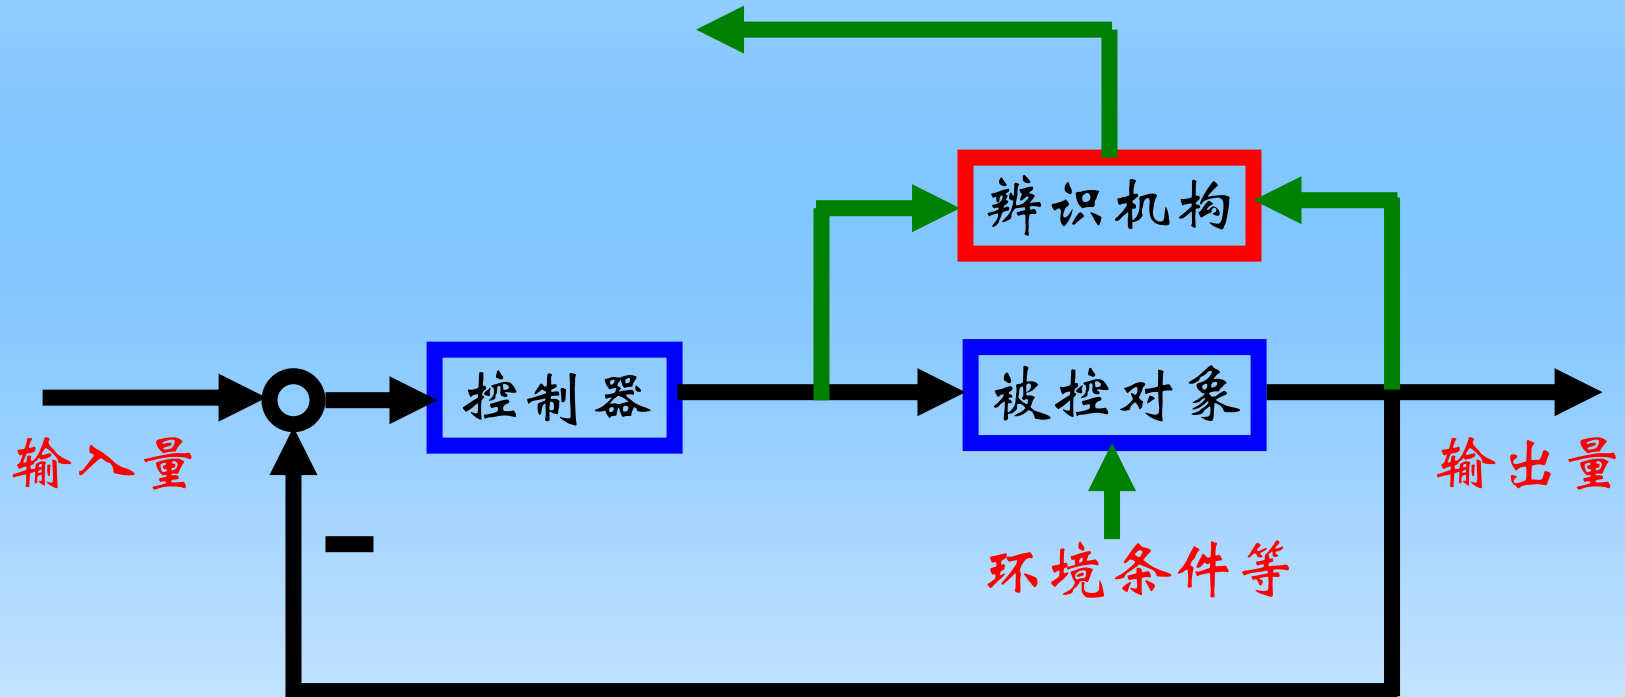 辨识机构
控制器
被控对象
输入量
输出量
环境条件等